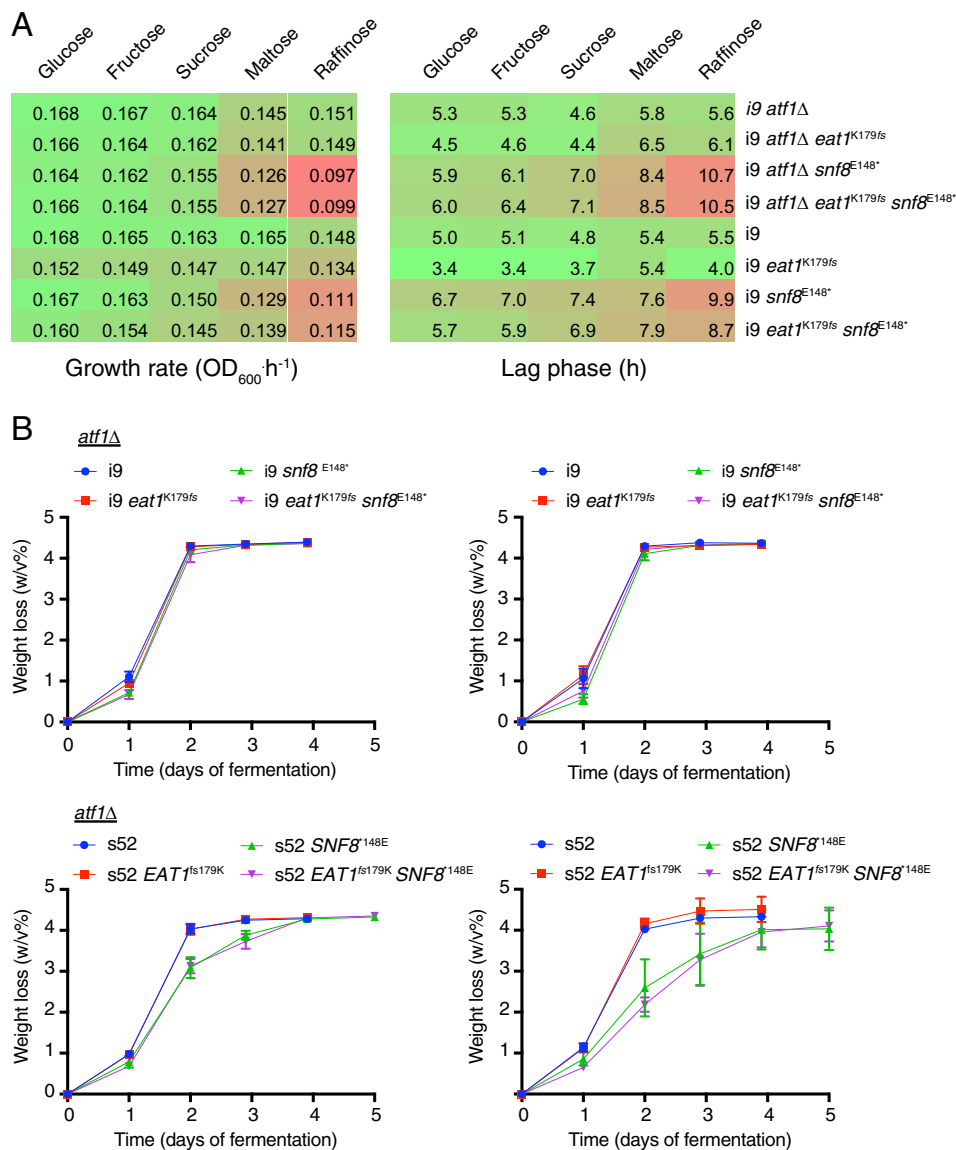 A
Glucose Fructose Sucrose Maltose Raffinose Glucose Fructose Sucrose Maltose Raffinose
0.168 0.167 0.164 0.145 0.151 5.3 5.3 4.6 5.8 5.6 i9 atf1Δ
0.166 0.164 0.162 0.141 0.149 4.5 4.6 4.4 6.5 6.1 i9 atf1Δ eat1K179fs
0.164 0.162 0.155 0.126 0.097 5.9 6.1 7.0 8.4 10.7 i9 atf1Δ snf8E148*
0.166 0.164 0.155 0.127 0.099 6.0 6.4 7.1 8.5 10.5 i9 atf1Δ eat1K179fs snf8E148*
0.168 0.165 0.163 0.165 0.148 5.0 5.1 4.8 5.4 5.5 i9
0.152 0.149 0.147 0.147 0.134 3.4 3.4 3.7 5.4 4.0 i9 eat1K179fs
0.167 0.163 0.150 0.129 0.111 6.7 7.0 7.4 7.6 9.9 i9 snf8E148*
0.160 0.154 0.145 0.139 0.115 5.7 5.9 6.9 7.9 8.7 i9 eat1K179fs snf8E148*
Growth rate (OD600·h-1) Lag phase (h)
B
atf1Δ
i9 i9 snf8 E148*
i9 eat1K179fs i9 eat1K179fs snf8E148*
Weight loss (w/v%)
5
4
3
2
1
0
0 1 2 3 4 5
Time (days of fermentation)
i9 i9 snf8 E148*
i9 eat1K179fs i9 eat1K179fs snf8E148*
Weight loss (w/v%)
5
4
3
2
1
0
0 1 2 3 4 5
Time (days of fermentation)
atf1Δ
s52 s52 SNF8*148E
s52 EAT1fs179K s52 EAT1fs179K SNF8*148E
Weight loss (w/v%)
5
4
3
2
1
0
0 1 2 3 4 5
Time (days of fermentation)
s52 s52 SNF8*148E
s52 EAT1fs179K s52 EAT1fs179K SNF8*148E
Weight loss (w/v%)
5
4
3
2
1
0
0 1 2 3 4 5
Time (days of fermentation)